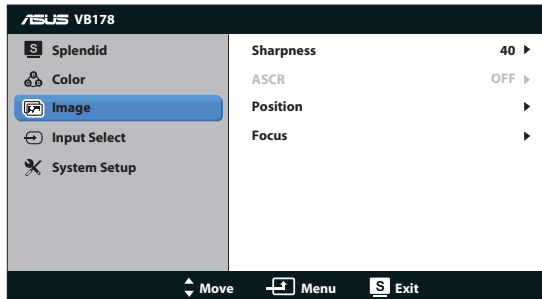 ASUS VB178
S Splendid
Color
Image
Input Select
System Setup
Sharpness 40
ASCR OFF
Position
Focus
Move Menu S Exit